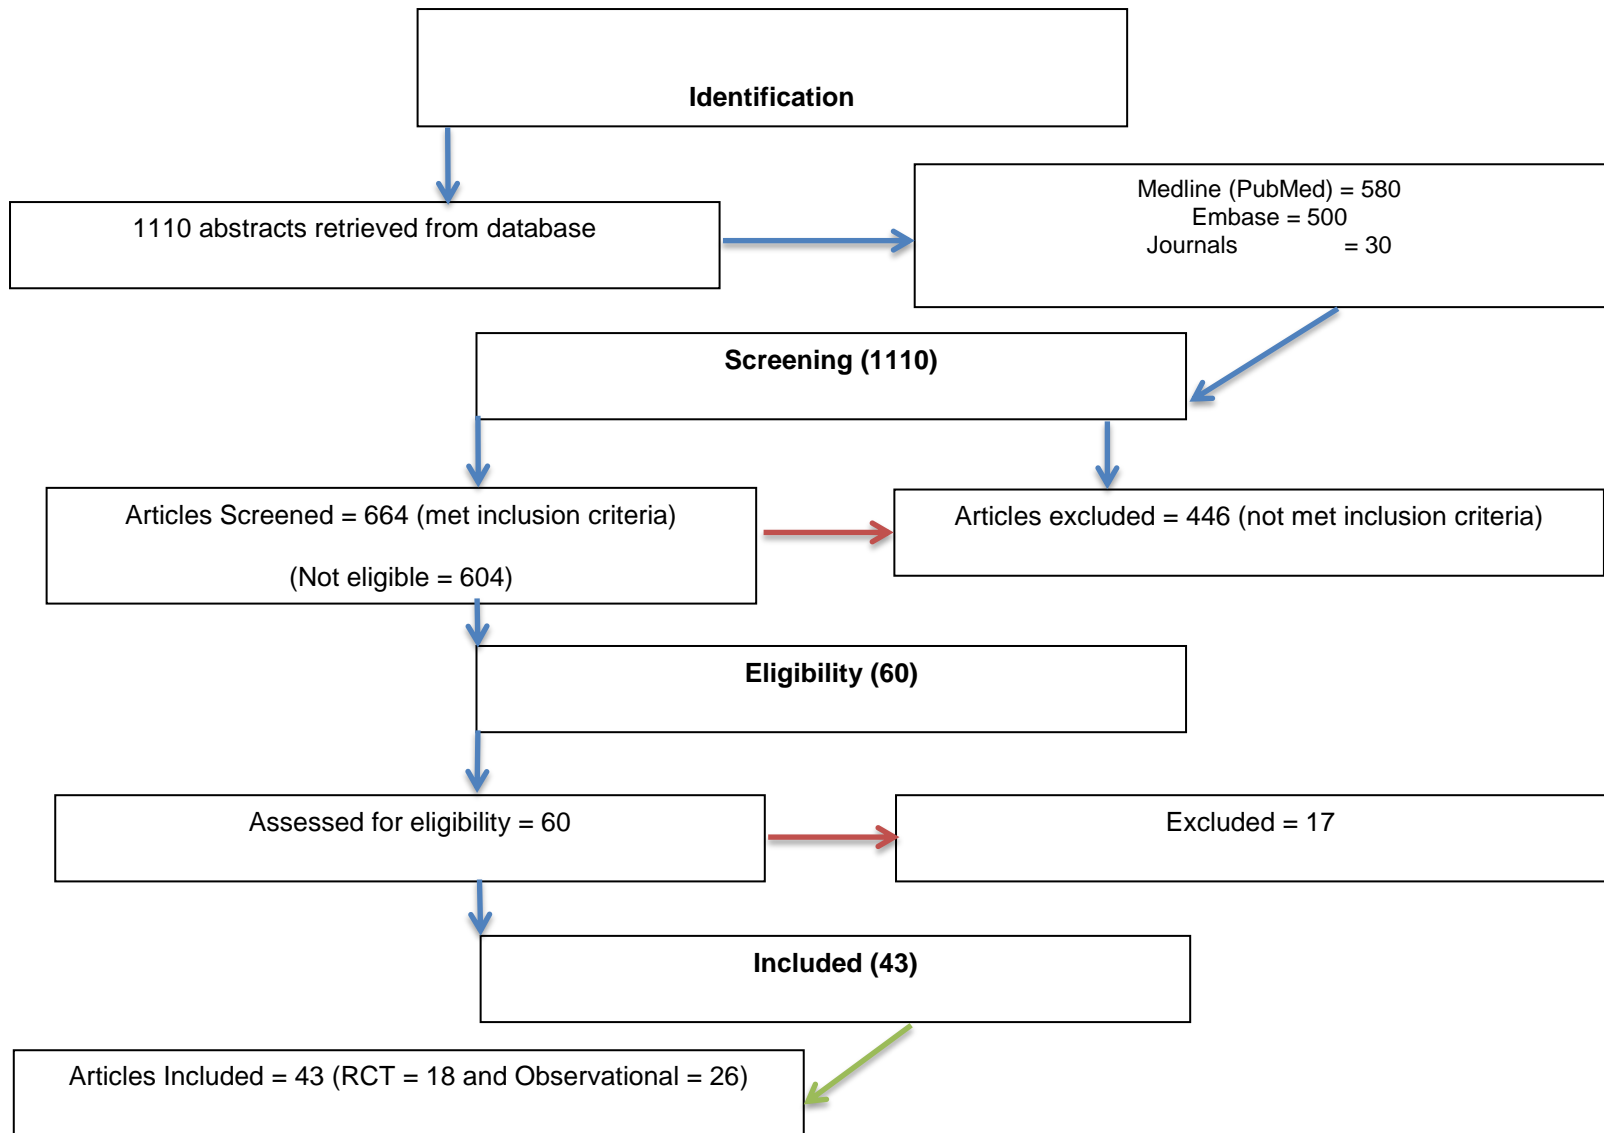 Identification
1110 abstracts retrieved from database
Medline (PubMed) = 580
Embase = 500
Journals = 30
Screening (1110)
Articles Screened = 664 (met inclusion criteria)
(Not eligible = 604)
Articles excluded = 446 (not met inclusion criteria)
Eligibility (60)
Assessed for eligibility = 60
Excluded = 17
Included (43)
Articles Included = 43 (RCT = 18 and Observational = 26)